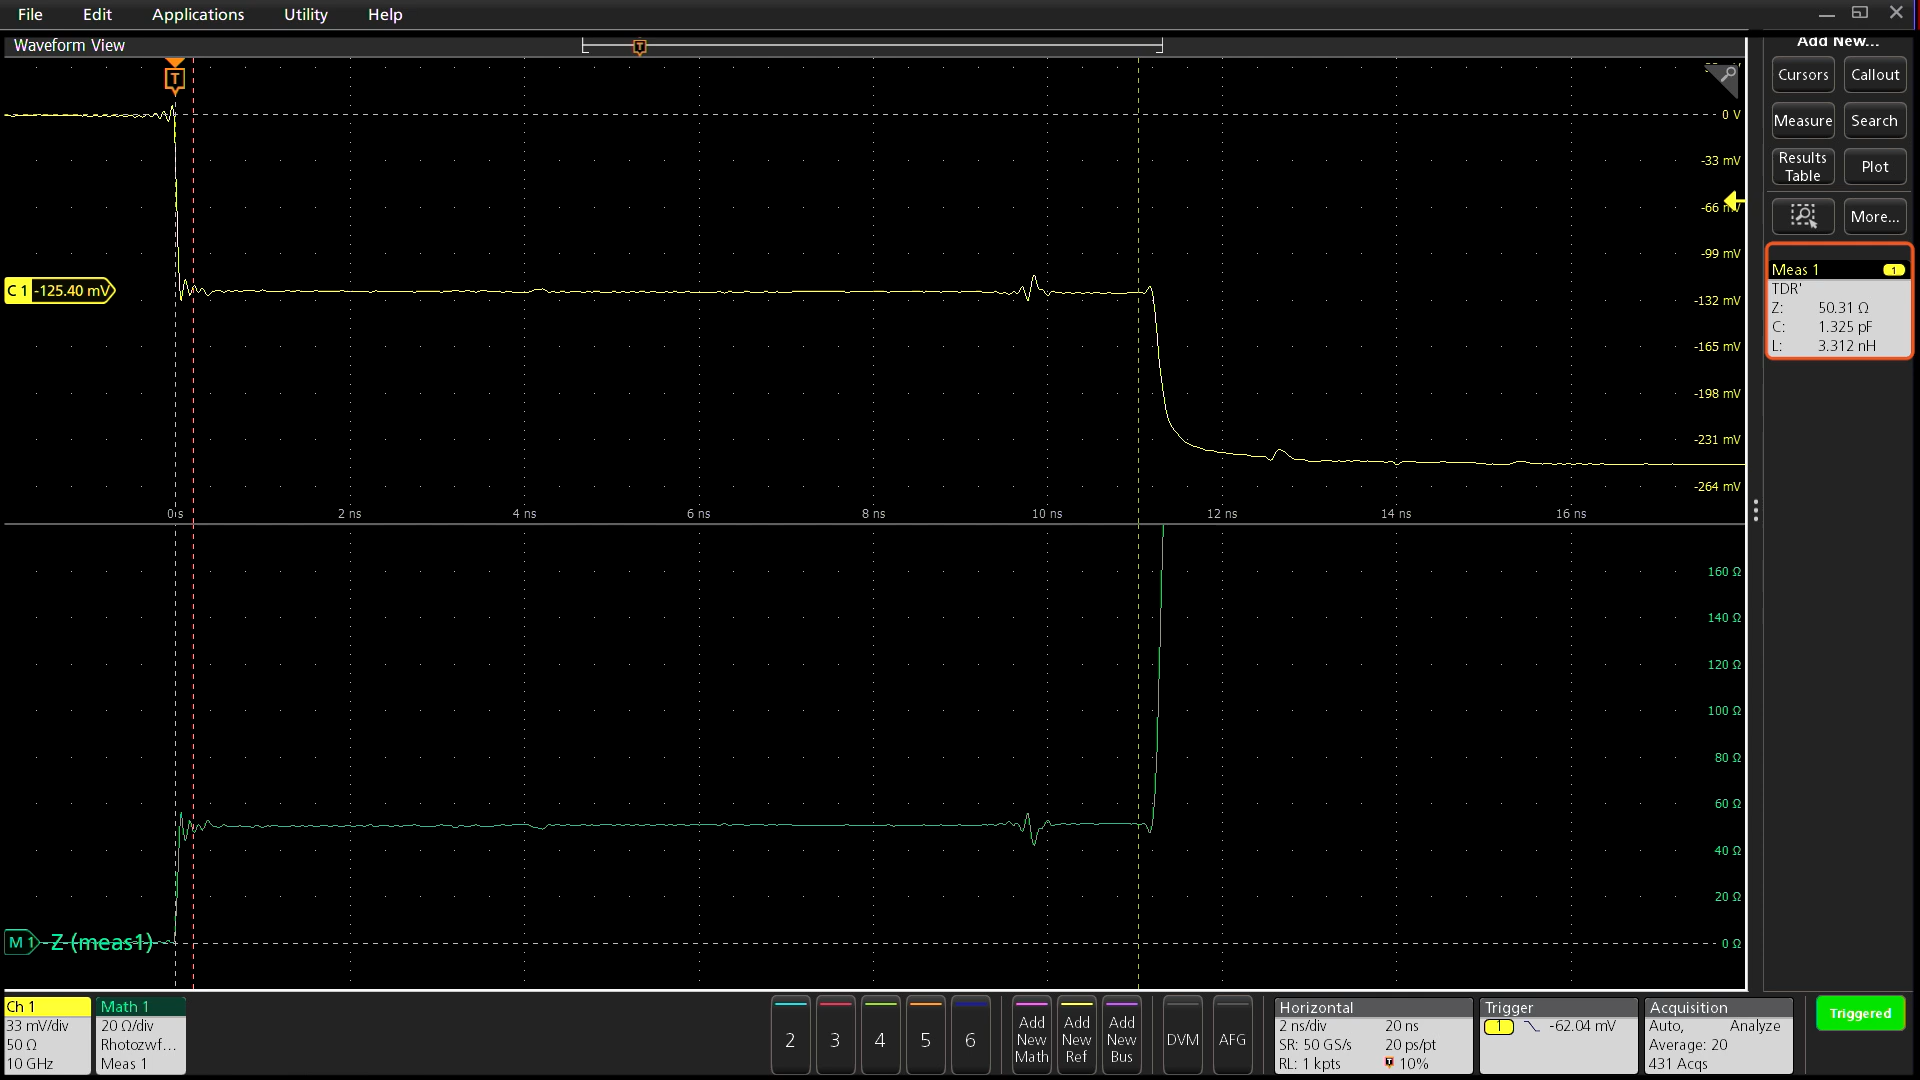 File Edit Applications Utility Help
Waveform View
Add New...
T
T
Cursors Callout
Measure Search
Results Table Plot
More...
0 V
-33 mV
-66 mV
-99 mV
-132 mV
-165 mV
-198 mV
-231 mV
-264 mV
C 1 -125.40 mV
Meas 1 1
TDR'
Z: 50.31 Ω
C: 1.325 pF
L: 3.312 nH
0s 2 ns 4 ns 6 ns 8 ns 10 ns 12 ns 14 ns 16 ns
160 Ω
140 Ω
120 Ω
100 Ω
80 Ω
60 Ω
40 Ω
20 Ω
0 Ω
M 1 Z (meas1)
Ch 1
33 mV/div
50 Ω
10 GHz
Math 1
20 Ω/div
Rhotozwf...
Meas 1
2 3 4 5 6
Add New Math
Add New Ref
Add New Bus
DVM AFG
Horizontal
2 ns/div 20 ns
SR: 50 GS/s 20 ps/pt
RL: 1 kpts T 10%
Trigger
1 -62.04 mV
Acquisition
Auto, Analyze
Average: 20
431 Acqs
Triggered